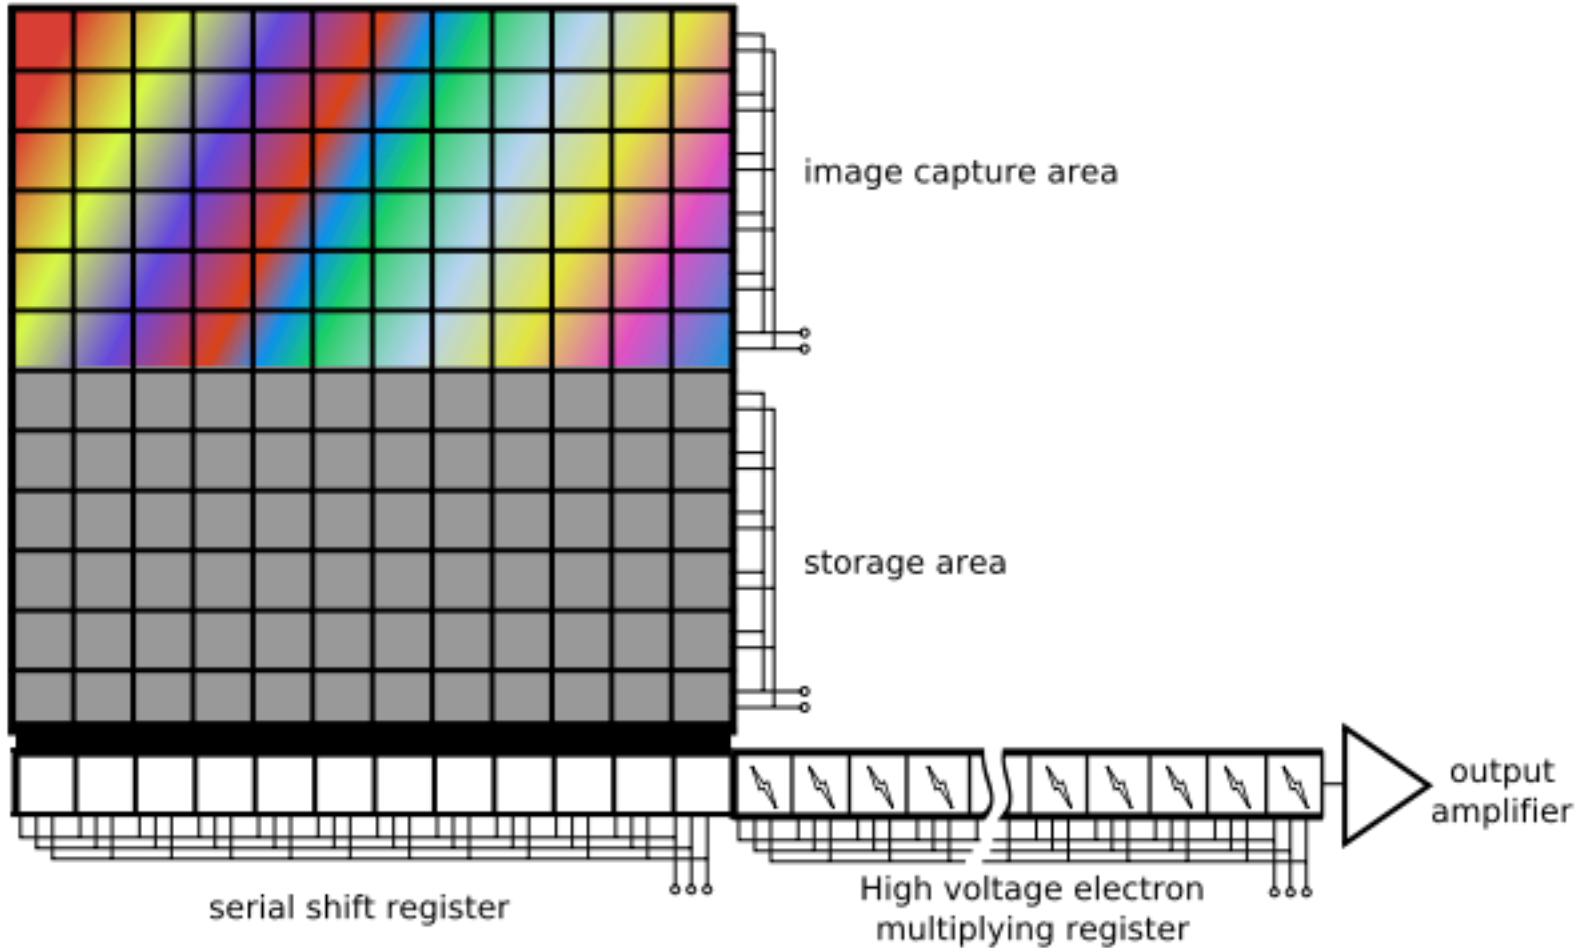 image capture area
storage area
output
amplifier
serial shift register
High voltage electron
multiplying register